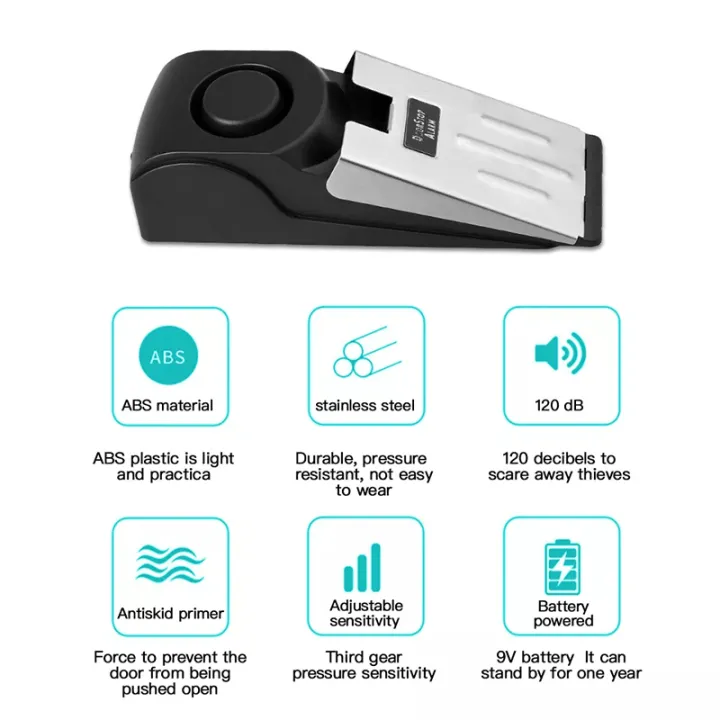 DoorStop
ALARM
ABS
ABS material
stainless steel
120 dB
ABS plastic is light
and practica
Durable, pressure
resistant, not easy
to wear
120 decibels to
scare away thieves
Antiskid primer
Adjustable
sensitivity
Battery
powered
Force to prevent the
door from being
pushed open
Third gear
pressure sensitivity
9V battery It can
stand by for one year